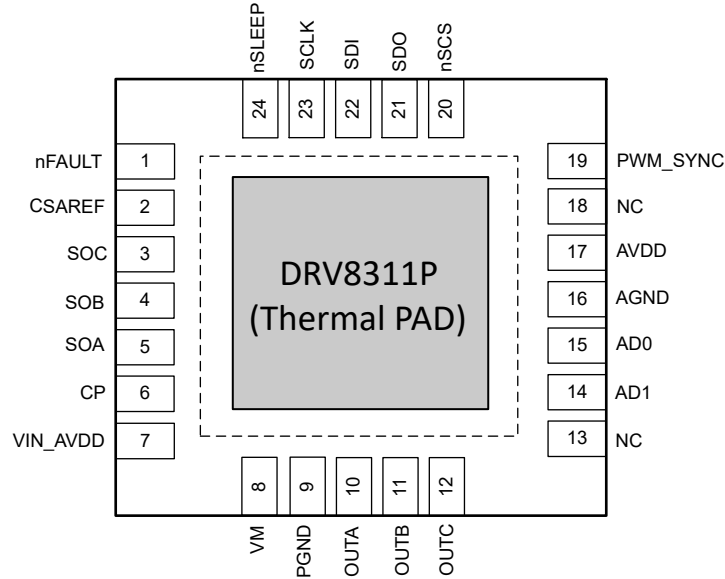 nSLEEP
SCLK
SDI
SDO
nSCS
24
23
22
21
20
nFAULT 1
CSAREF 2
SOC 3
SOB 4
SOA 5
CP 6
VIN_AVDD 7
DRV8311P
(Thermal PAD)
19 PWM_SYNC
18 NC
17 AVDD
16 AGND
15 AD0
14 AD1
13 NC
8
9
10
11
12
VM
PGND
OUTA
OUTB
OUTC